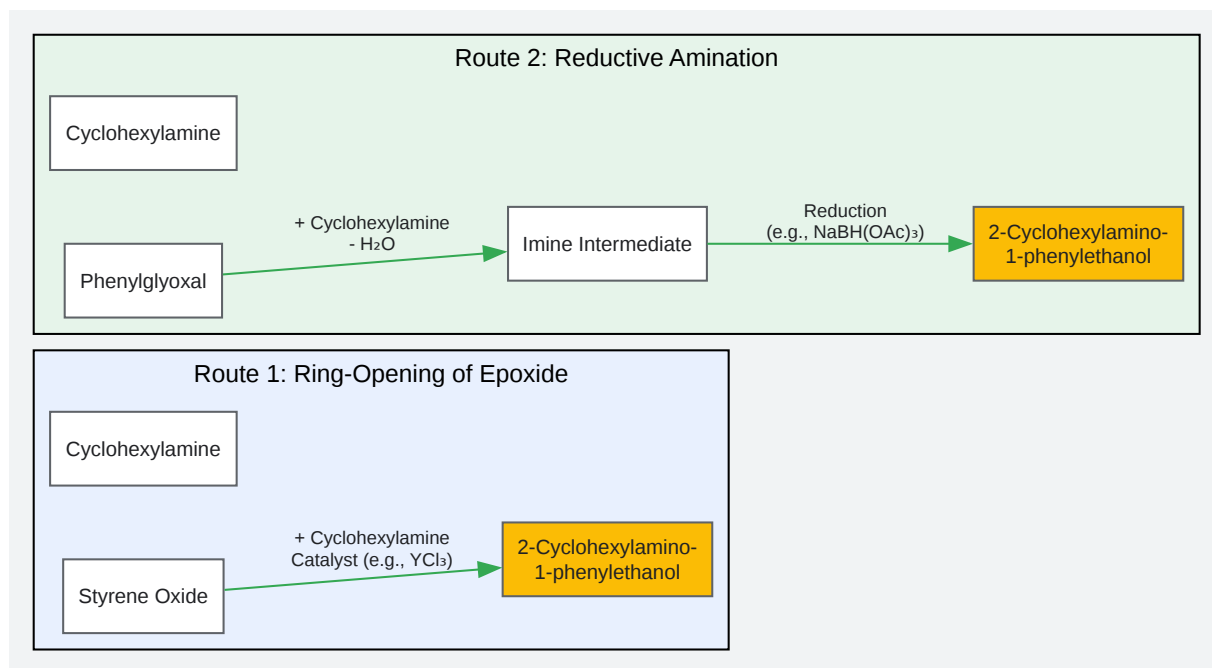 Route 2: Reductive Amination
Cyclohexylamine
Phenylglyoxal
+ Cyclohexylamine
- H₂O
Imine Intermediate
Reduction
(e.g., NaBH(OAc)₃)
2-Cyclohexylamino-
1-phenylethanol
Route 1: Ring-Opening of Epoxide
Cyclohexylamine
Styrene Oxide
+ Cyclohexylamine
Catalyst (e.g., YCl₃)
2-Cyclohexylamino-
1-phenylethanol